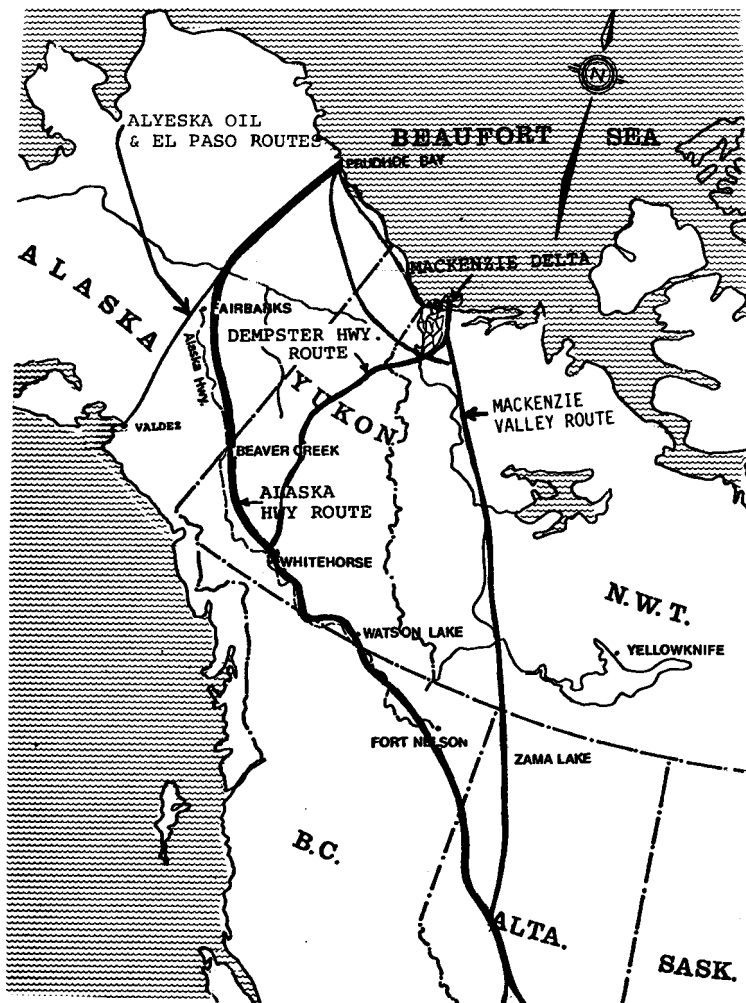 N
ALYESKA OIL
& EL PASO ROUTES
BEAUFORT SEA
PRUDHOE BAY
ALASKA
MACKENZIE DELTA
FAIRBANKS
DEMPSTER HWY.
ROUTE
Alaska Hwy.
YUKON
MACKENZIE
VALLEY ROUTE
VALDEZ
BEAVER CREEK
ALASKA
HWY ROUTE
WHITEHORSE
N.W.T.
WATSON LAKE
YELLOWKNIFE
FORT NELSON
ZAMA LAKE
B.C.
ALTA.
SASK.